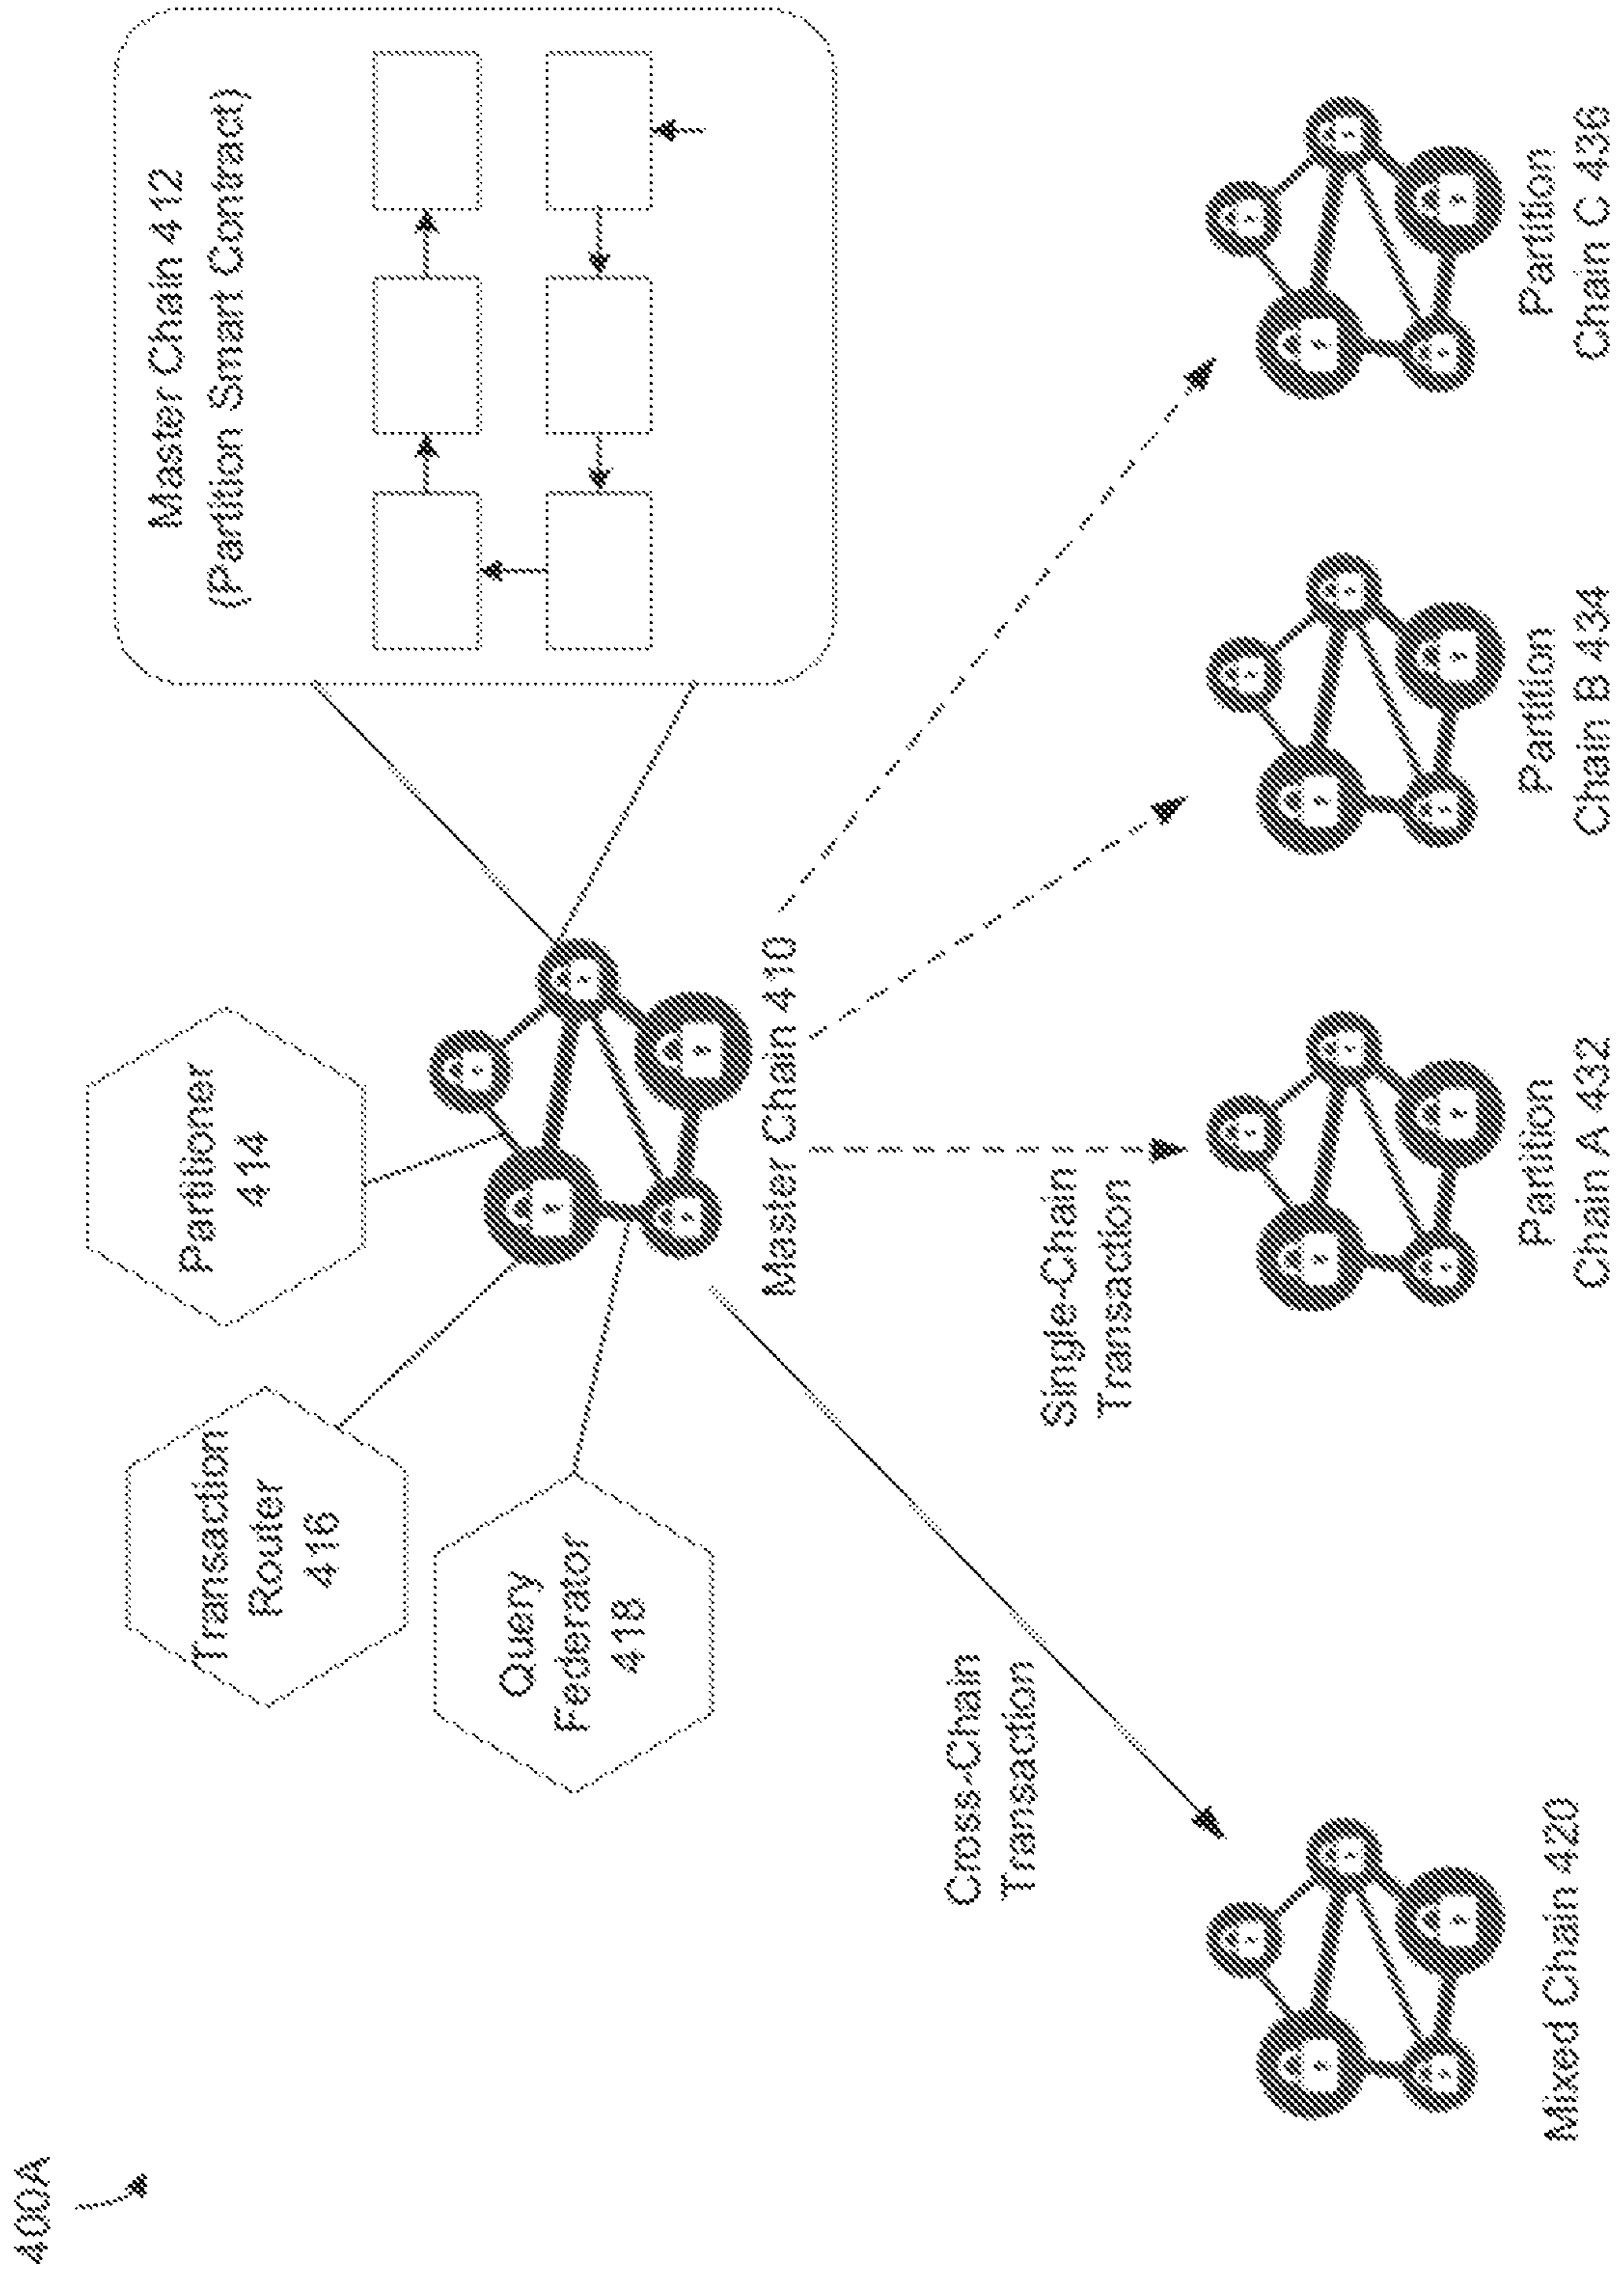 400A
Master Chain 412
(Partition Smart Contract)
Partitioner
414
Transaction
Router
416
Query
Federator
418
Master Chain 410
Cross-Chain
Transaction
Single-Chain
Transaction
Mixed Chain 420
Partition
Chain A 432
Partition
Chain B 434
Partition
Chain C 436